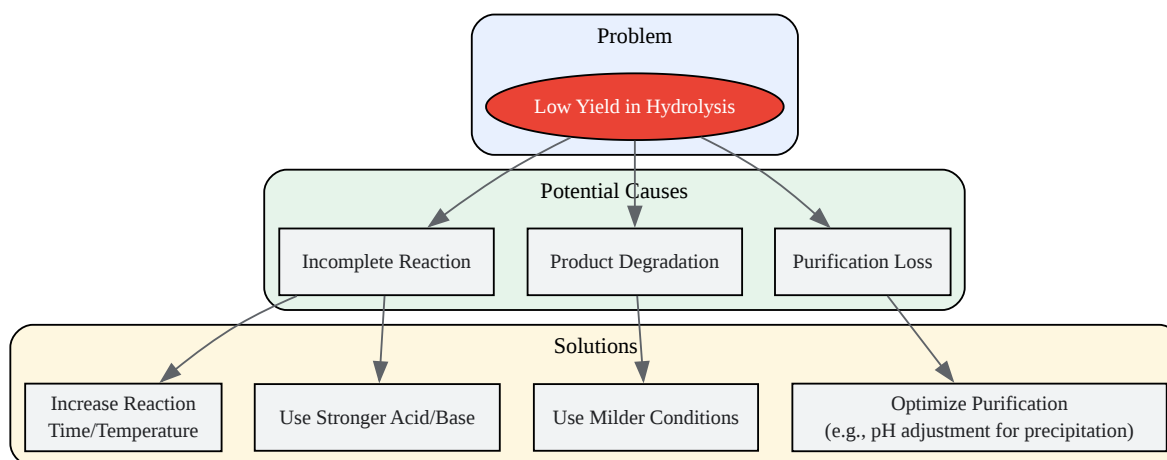 Problem
Low Yield in Hydrolysis
Potential Causes
Incomplete Reaction
Product Degradation
Purification Loss
Solutions
Increase Reaction
Time/Temperature
Use Stronger Acid/Base
Use Milder Conditions
Optimize Purification
(e.g., pH adjustment for precipitation)